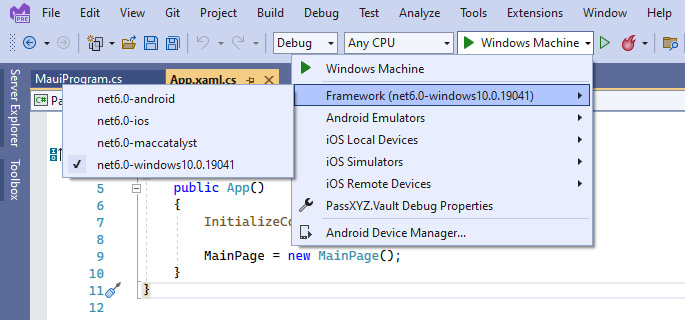 File Edit View Git Project Build Debug Test Analyze Tools Extensions Window Help
PRE
Debug Any CPU Windows Machine
Server Explorer
Toolbox
MauiProgram.cs App.xaml.cs
C# Pa
Windows Machine
Framework (net6.0-windows10.0.19041)
Android Emulators
iOS Local Devices
iOS Simulators
iOS Remote Devices
PassXYZ.Vault Debug Properties
Android Device Manager...
net6.0-android
net6.0-ios
net6.0-maccatalyst
net6.0-windows10.0.19041
5 public App()
6 {
7 InitializeCo
8
9 MainPage = new MainPage();
10 }
11 }
12